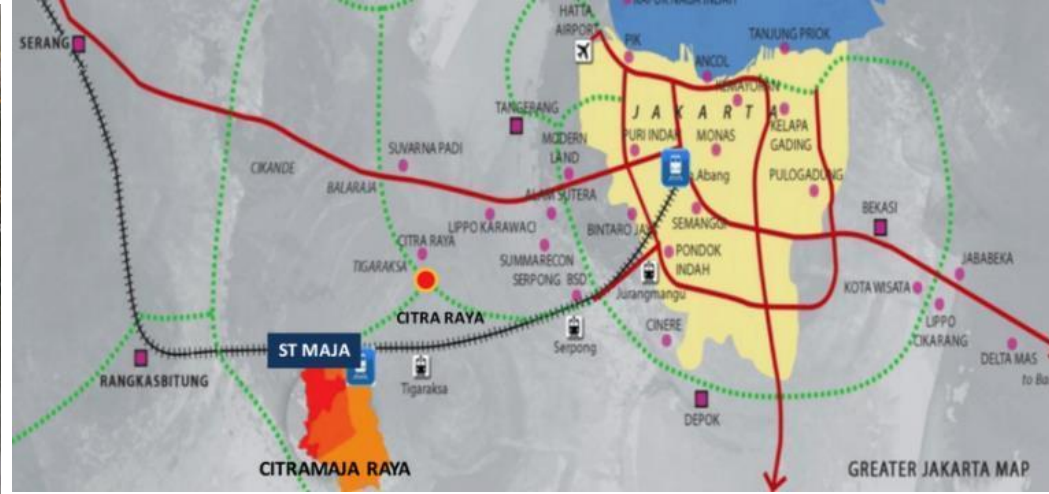 HATTA
AIRPORT
SERANG
PIK
TANJUNG PRIOK
ANCOL
KEMAYORAN
TANGERANG
J A K A R T A
KELAPA
GADING
MODERN
LAND
PURI INDAH
MONAS
SUVARNA PADI
CIKANDE
BALARAJA
Abang
PULOGADUNG
ALAM SUTERA
LIPPO KARAWACI
BINTARO JAYA
SEMANGGI
BEKASI
CITRA RAYA
TIGARAKSA
SUMMARECON
SERPONG
BSD
PONDOK
INDAH
Jurangmangu
JABABEKA
KOTA WISATA
CITRA RAYA
CINERE
LIPPO
CIKARANG
Serpong
ST MAJA
DELTA MAS
RANGKASBITUNG
Tigaraksa
to Ba
DEPOK
CITRAMAJA RAYA
GREATER JAKARTA MAP